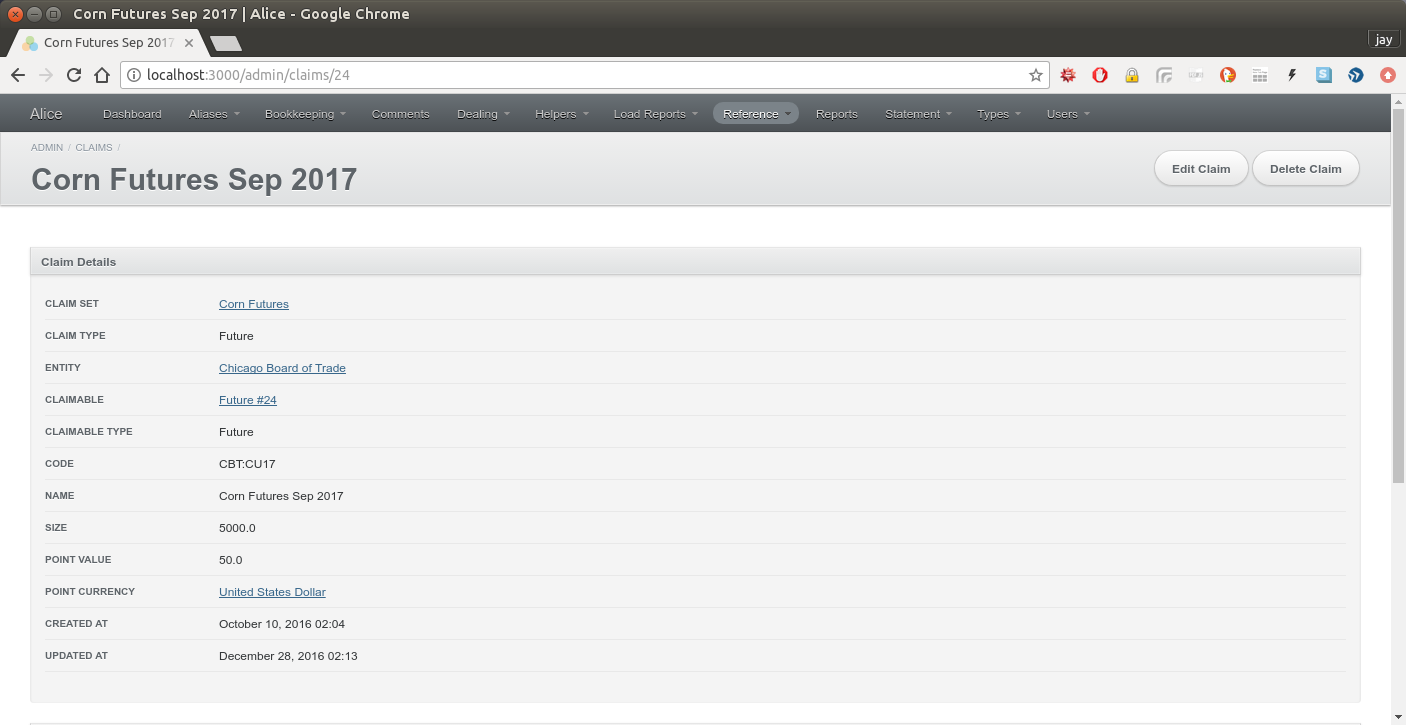 Corn Futures Sep 2017 | Alice - Google Chrome
Corn Futures Sep 2017
jay
localhost:3000/admin/claims/24
Alice Dashboard Aliases Bookkeeping Comments Dealing Helpers Load Reports Reference Reports Statement Types Users
ADMIN / CLAIMS /
Corn Futures Sep 2017
Edit Claim Delete Claim
Claim Details
CLAIM SET Corn Futures
CLAIM TYPE Future
ENTITY Chicago Board of Trade
CLAIMABLE Future #24
CLAIMABLE TYPE Future
CODE CBT:CU17
NAME Corn Futures Sep 2017
SIZE 5000.0
POINT VALUE 50.0
POINT CURRENCY United States Dollar
CREATED AT October 10, 2016 02:04
UPDATED AT December 28, 2016 02:13